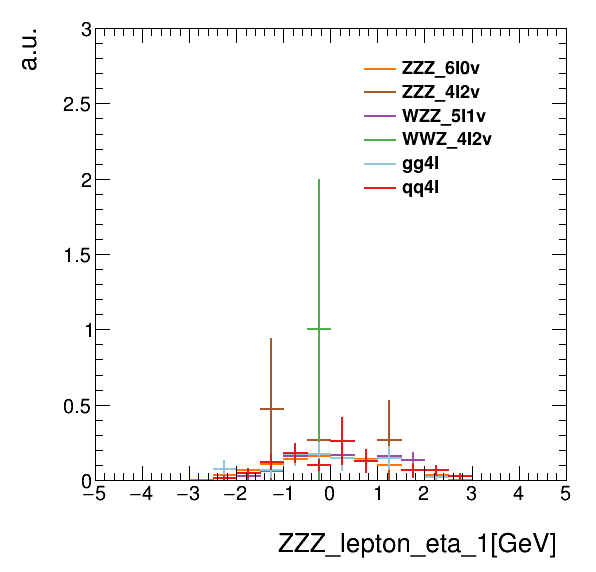 a.u.
3
2.5
2
1.5
1
0.5
0
ZZZ_6l0v
ZZZ_4l2v
WZZ_5l1v
WWZ_4l2v
gg4l
qq4l
−5 −4 −3 −2 −1 0 1 2 3 4 5
ZZZ_lepton_eta_1[GeV]